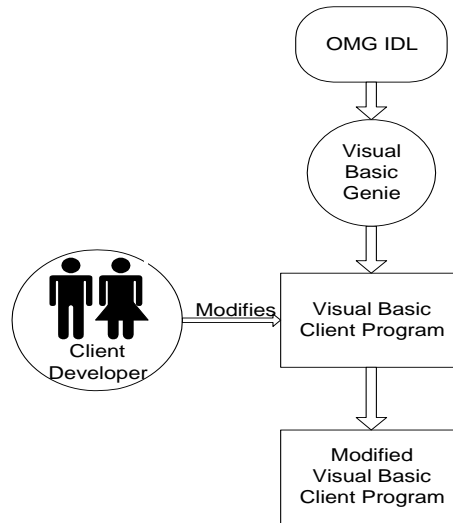 OMG IDL
Visual
Basic
Genie
Modifies
Client
Developer
Visual Basic
Client Program
Modified
Visual Basic
Client Program